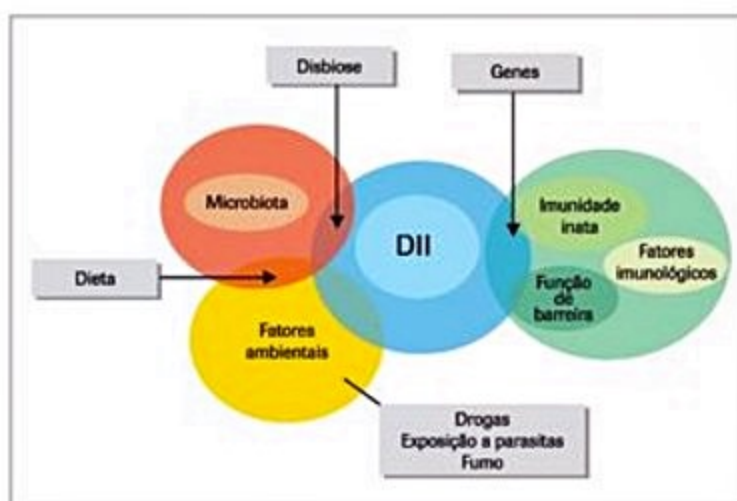 Disbiose
Genes
Microbiota
DII
Imunidade
inata
Fatores
imunológicos
Dieta
Função
de
barreira
Fatores
ambientais
Drogas
Exposição a parasitas
Fumo